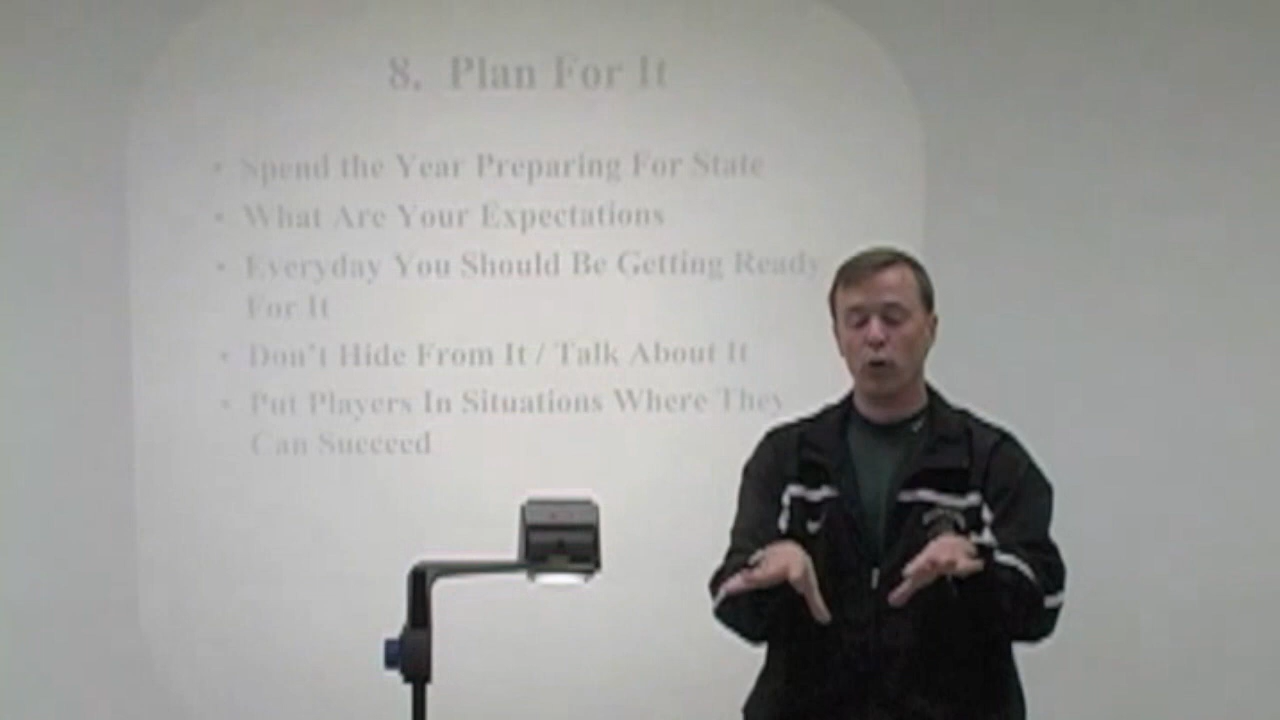 8. Plan For It
• Spend the Year Preparing For State
• What Are Your Expectations
• Everyday You Should Be Getting Ready
For It
• Don't Hide From It / Talk About It
• Put Players In Situations Where They
Can Succeed